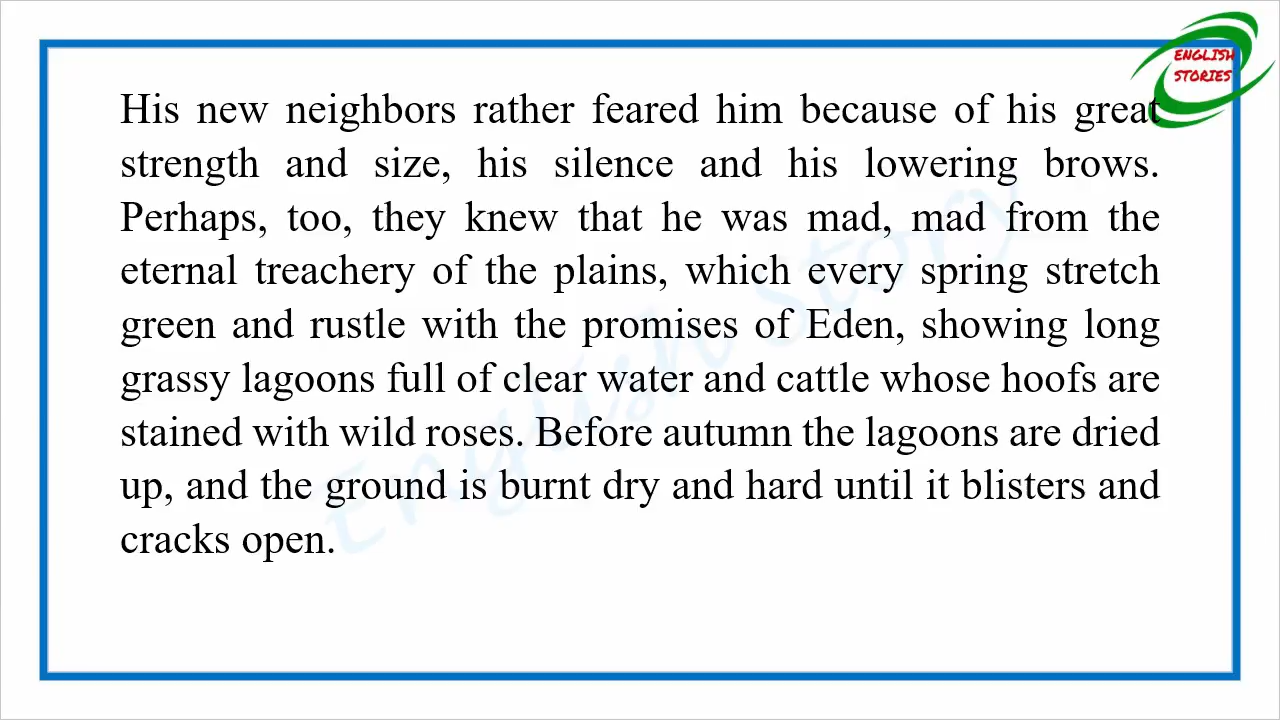 ENGLISH
STORIES
His new neighbors rather feared him because of his great
strength and size, his silence and his lowering brows.
Perhaps, too, they knew that he was mad, mad from the
eternal treachery of the plains, which every spring stretch
green and rustle with the promises of Eden, showing long
grassy lagoons full of clear water and cattle whose hoofs are
stained with wild roses. Before autumn the lagoons are dried
up, and the ground is burnt dry and hard until it blisters and
cracks open.
English Story